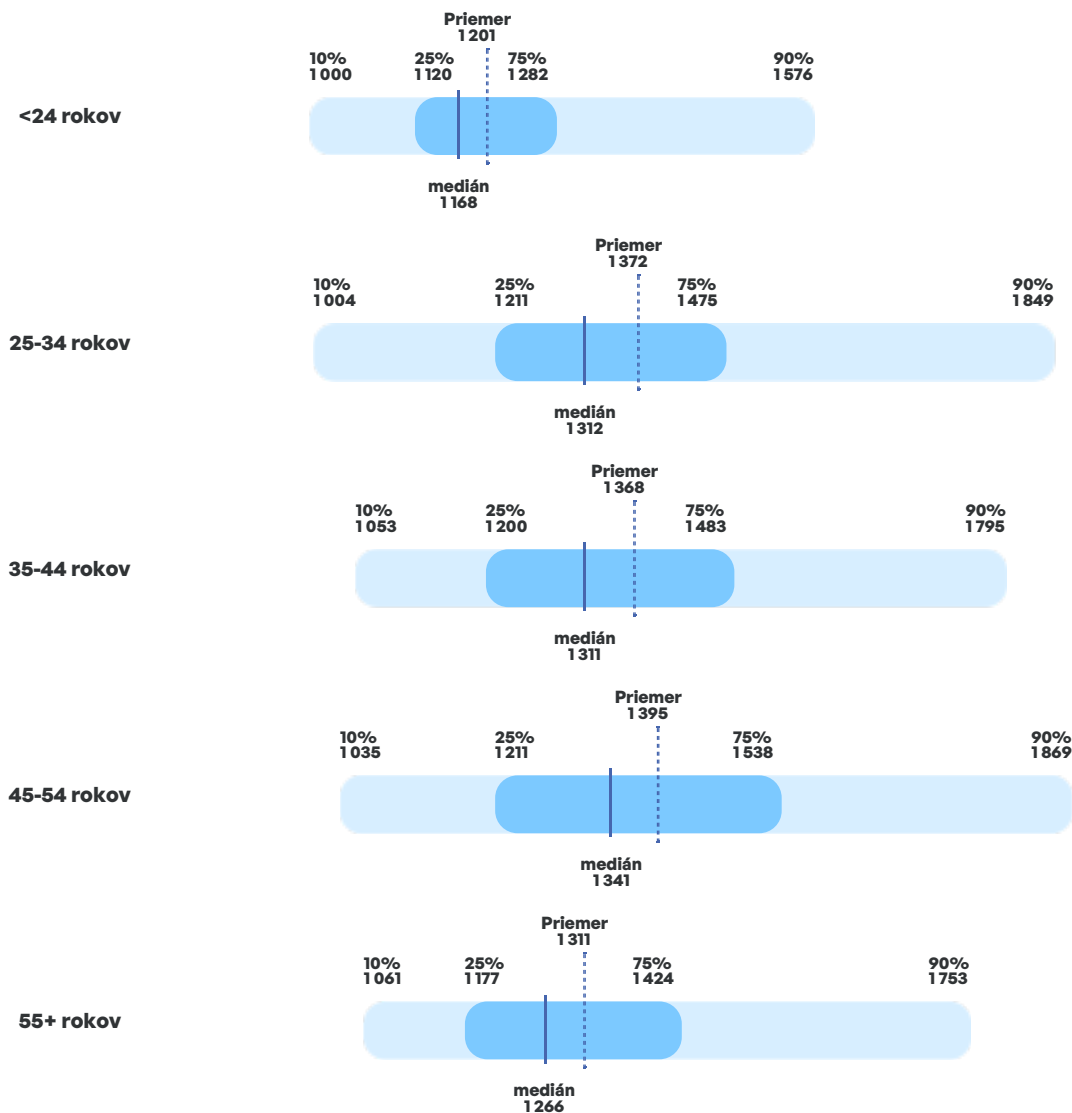 Priemer
1 201
10% 25% 75% 90%
1 000 1 120 1 282 1 576
<24 rokov
medián
1 168
Priemer
1 372
10% 25% 75% 90%
1 004 1 211 1 475 1 849
25-34 rokov
medián
1 312
Priemer
1 368
10% 25% 75% 90%
1 053 1 200 1 483 1 795
35-44 rokov
medián
1 311
Priemer
1 395
10% 25% 75% 90%
1 035 1 211 1 538 1 869
45-54 rokov
medián
1 341
Priemer
1 311
10% 25% 75% 90%
1 061 1 177 1 424 1 753
55+ rokov
medián
1 266